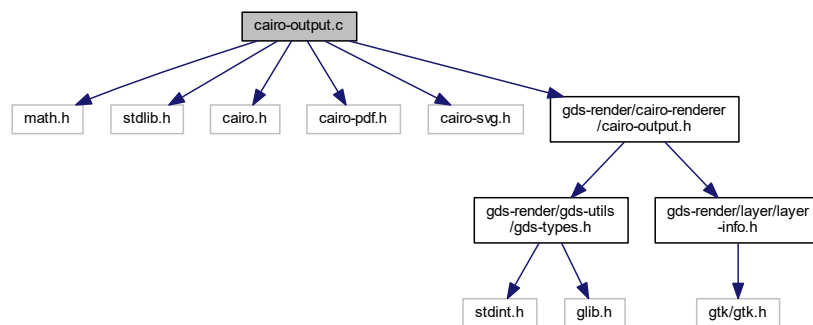 cairo-output.c
math.h
stdlib.h
cairo.h
cairo-pdf.h
cairo-svg.h
gds-render/cairo-renderer
/cairo-output.h
gds-render/gds-utils
/gds-types.h
gds-render/layer/layer
-info.h
stdint.h
glib.h
gtk/gtk.h